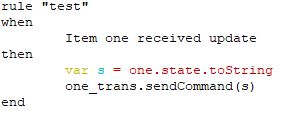 rule "test"
when
        Item one received update
then
        var s = one.state.toString
        one_trans.sendCommand(s)
end